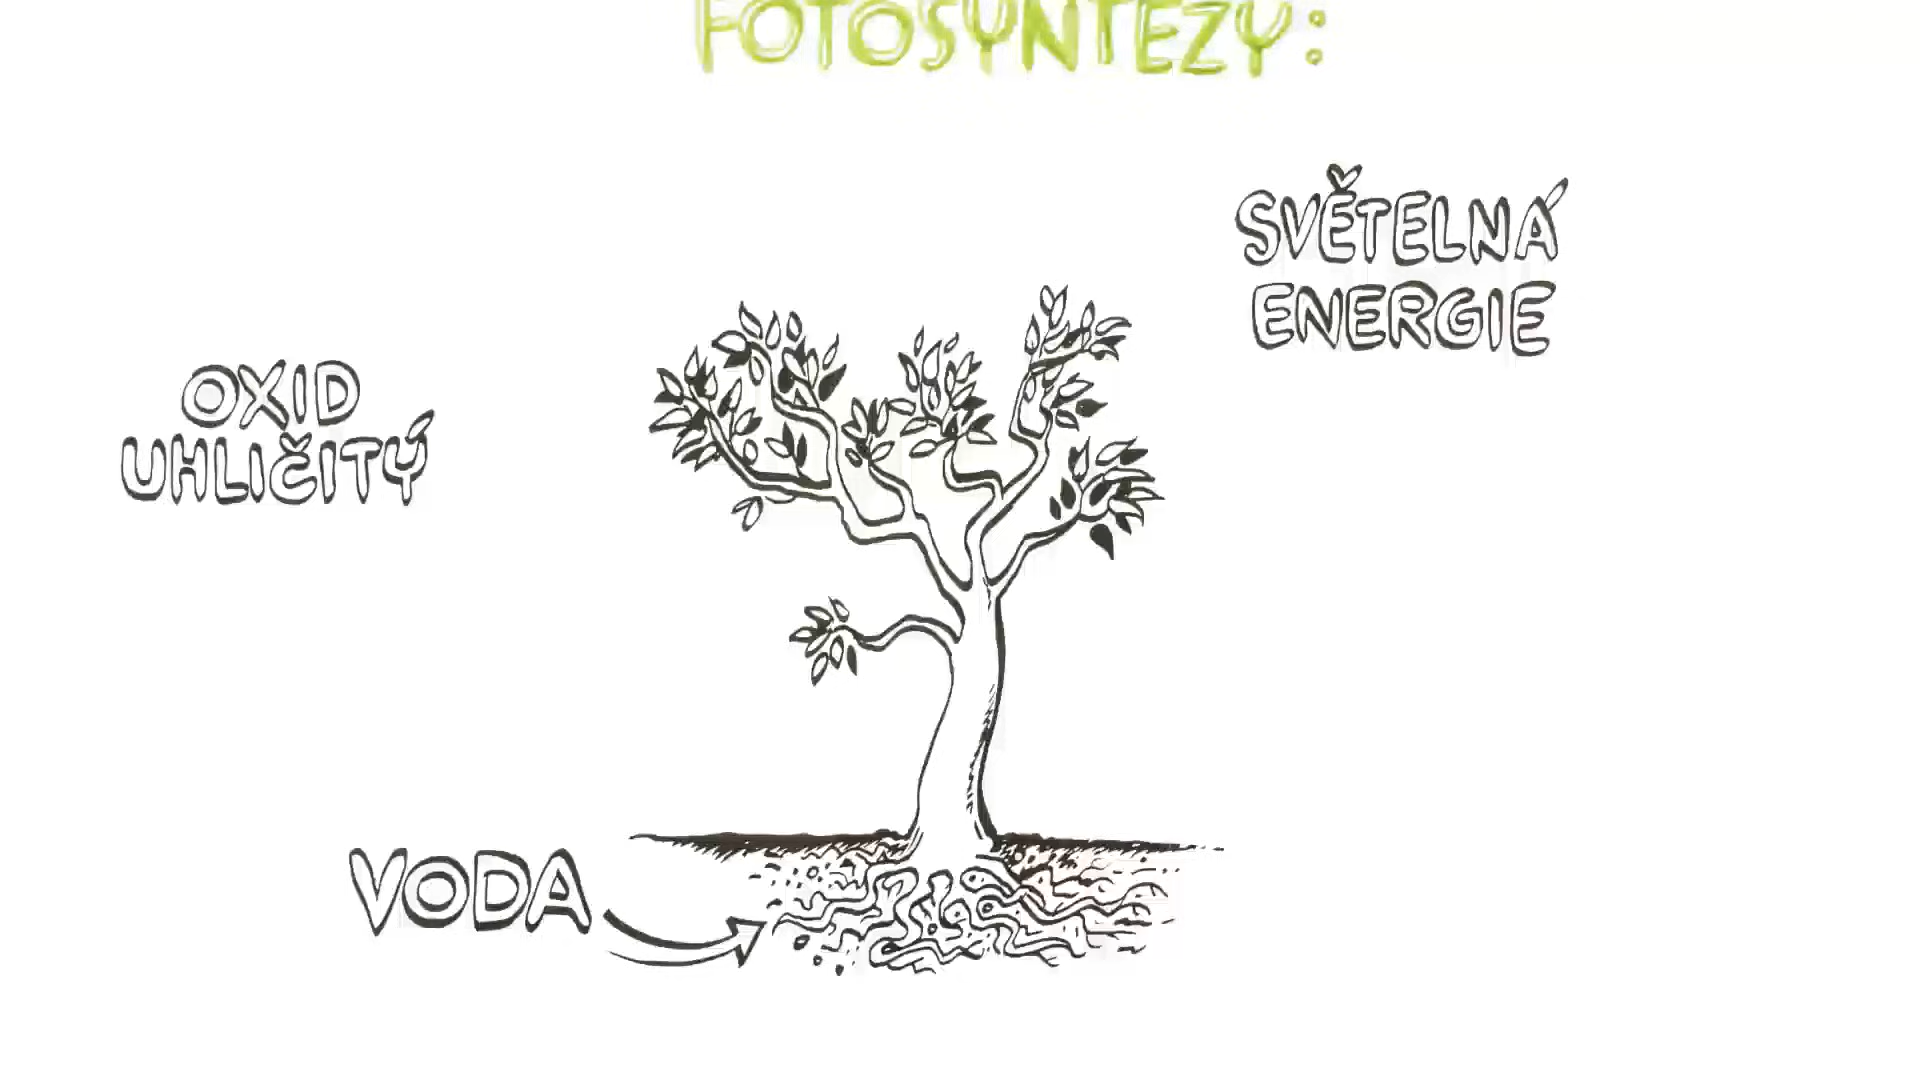 FOTOSYNTÉZY:
SVĚTELNÁ
ENERGIE
OXID
UHLIČITÝ
VODA